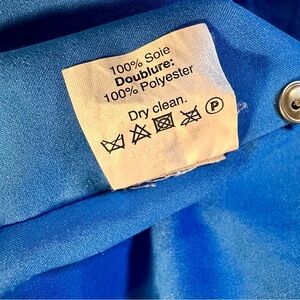 100% Soie
Doublure:
100% Polyester
Dry clean.
P